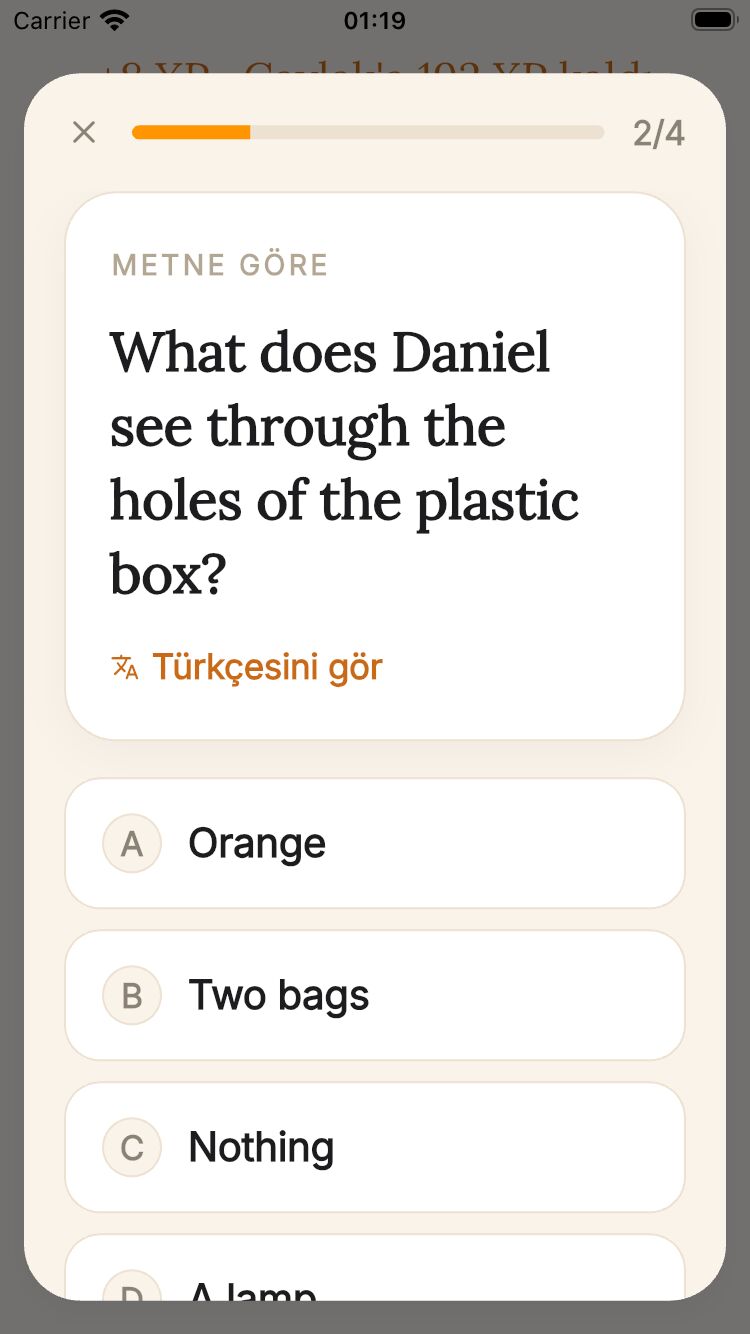 Carrier 01:19
2/4
METNE GÖRE
What does Daniel
see through the
holes of the plastic
box?
Türkçesini gör
A Orange
B Two bags
C Nothing
D A lamp